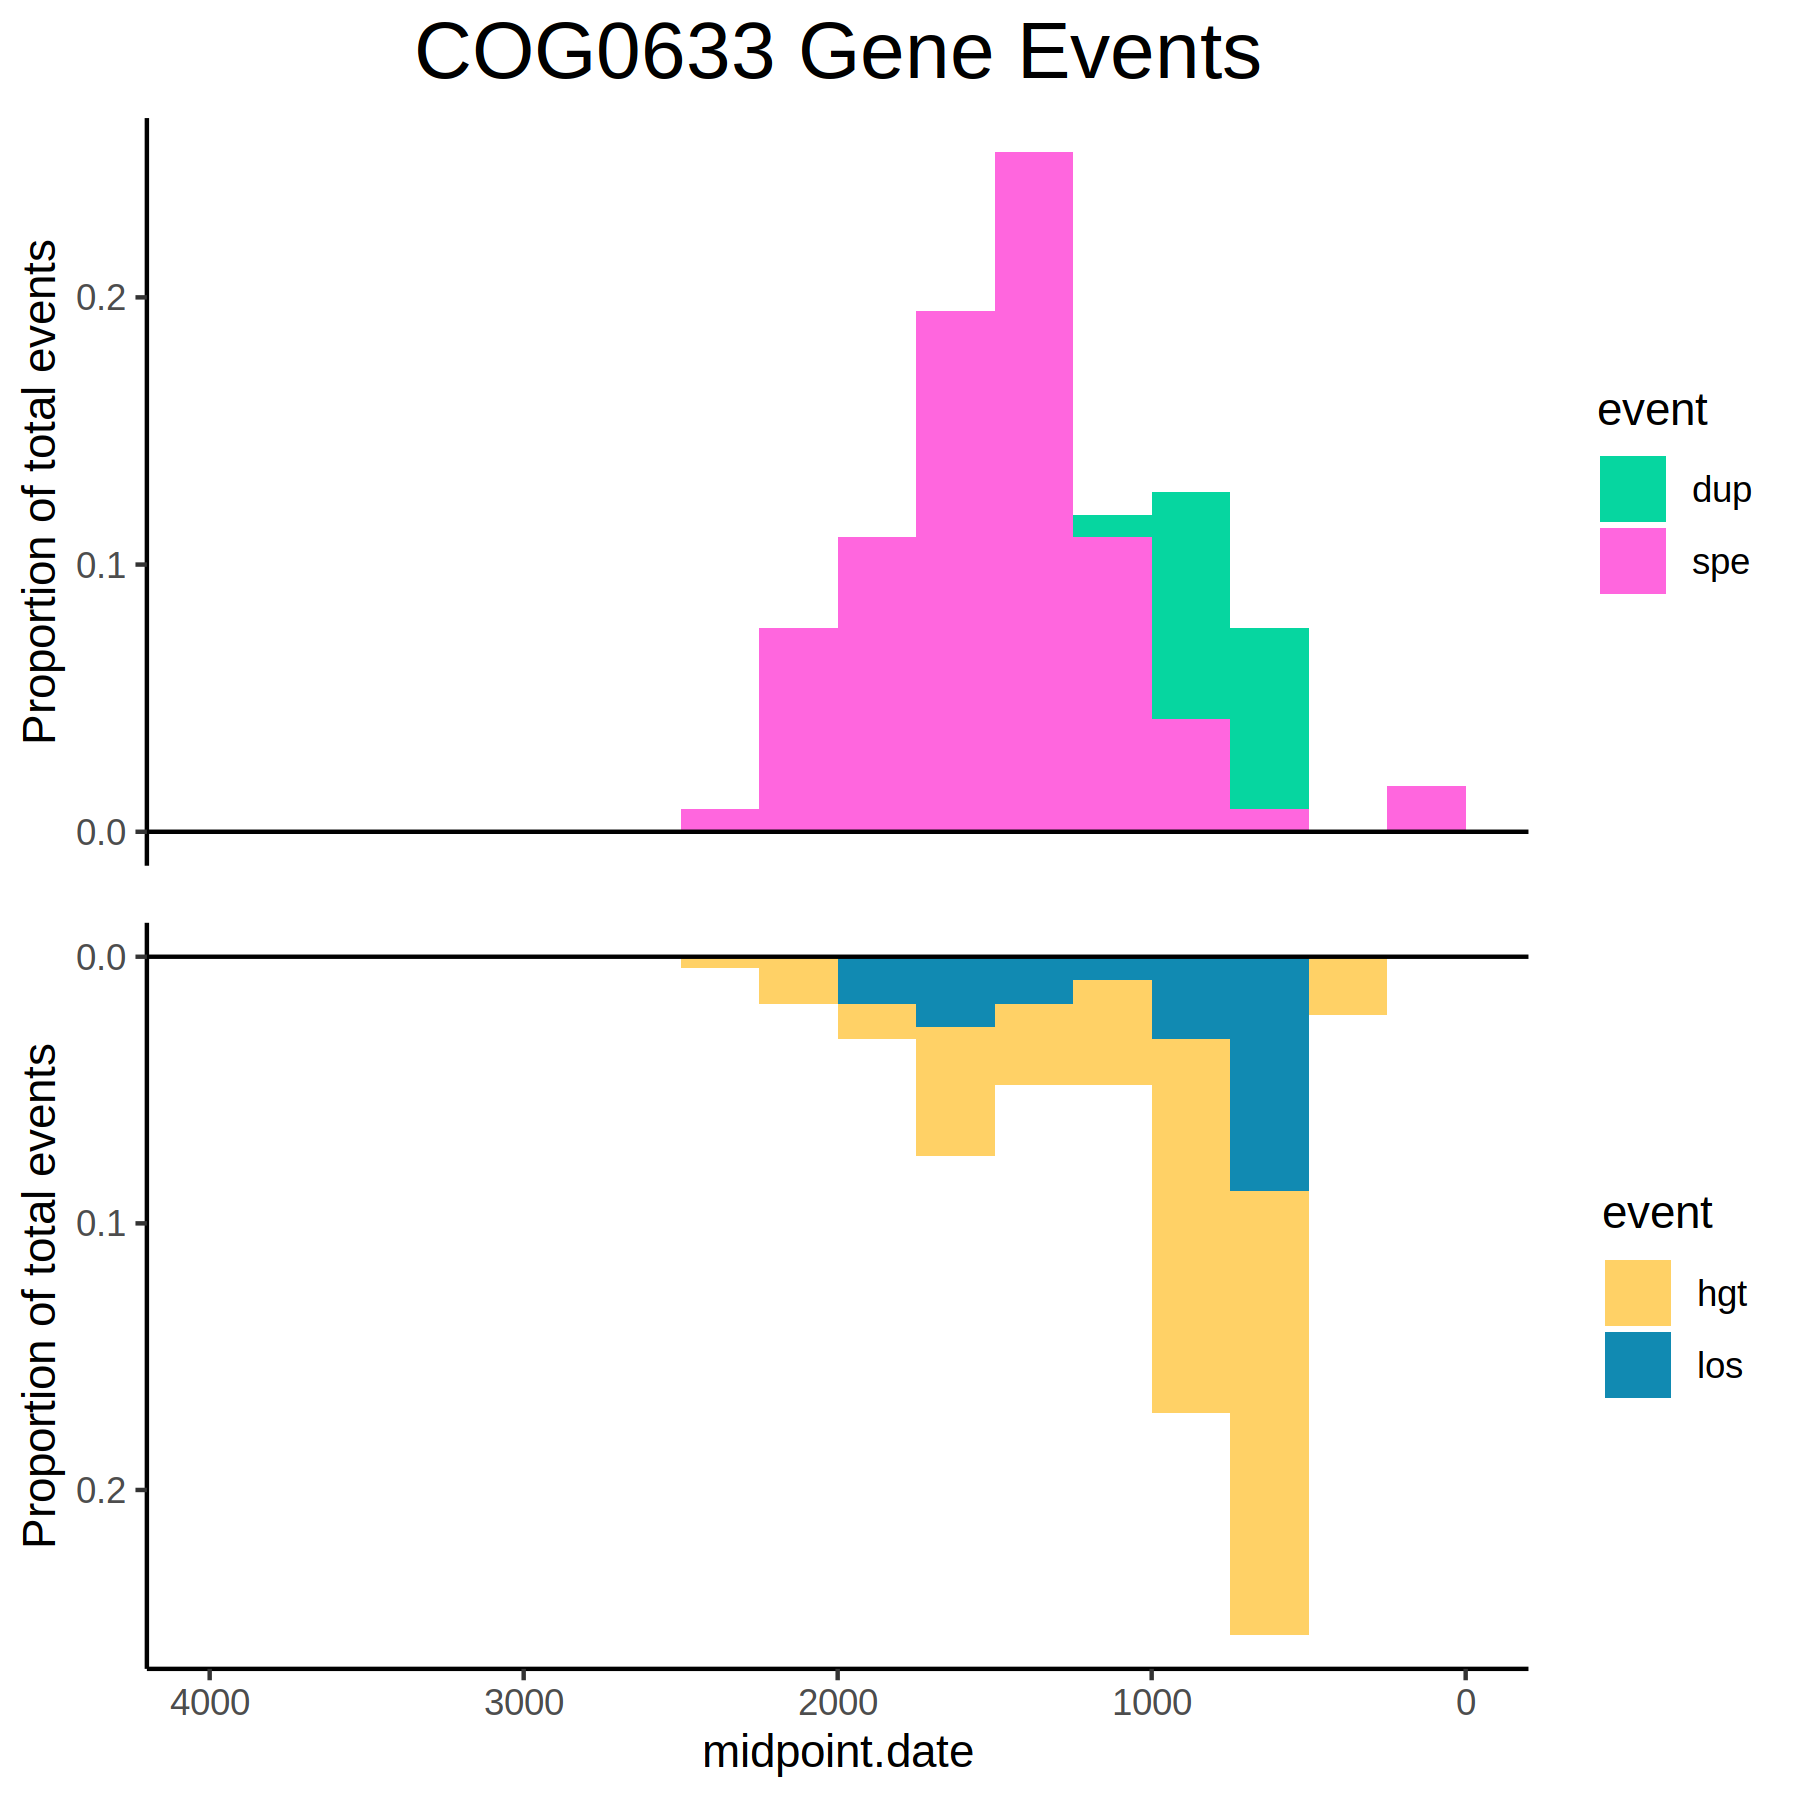 COG0633 Gene Events
Proportion of total events
0.2
0.1
0.0
event
dup
spe
Proportion of total events
0.0
0.1
0.2
event
hgt
los
4000 3000 2000 1000 0
midpoint.date